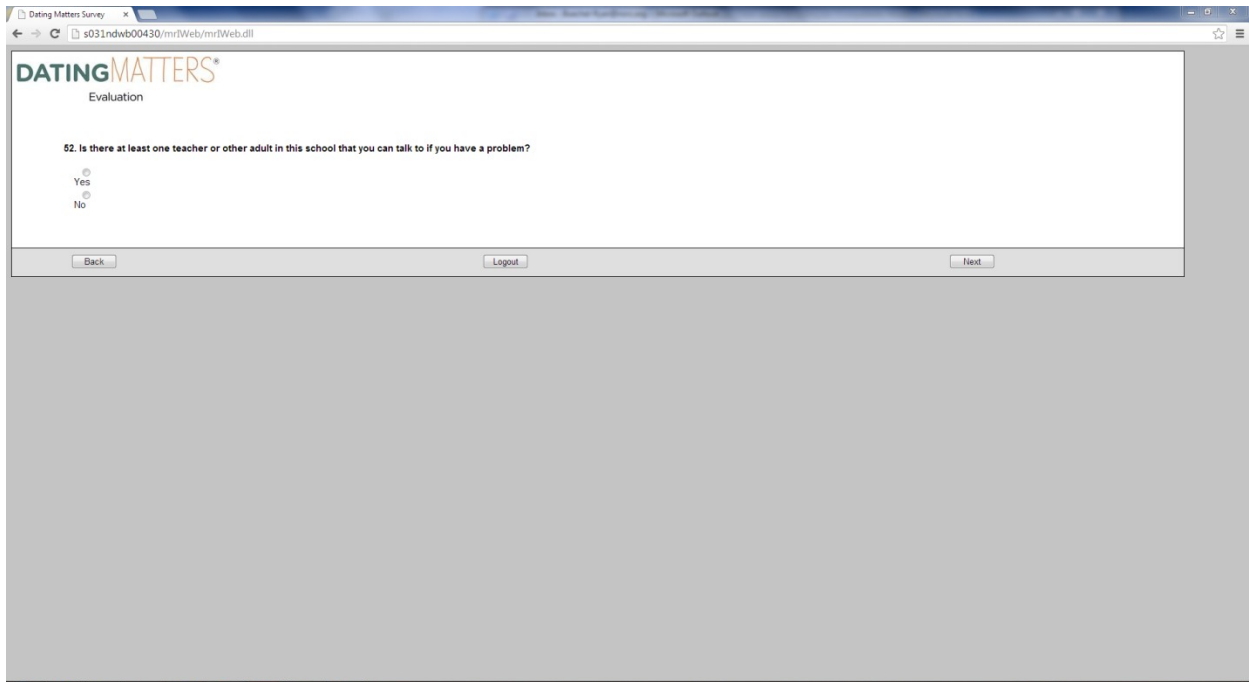 Dating Matters Survey
s031ndwb00430/mrIWeb/mrIWeb.dll
DATINGMATTERS®
Evaluation
52. Is there at least one teacher or other adult in this school that you can talk to if you have a problem?
Yes
No
Back Logout Next